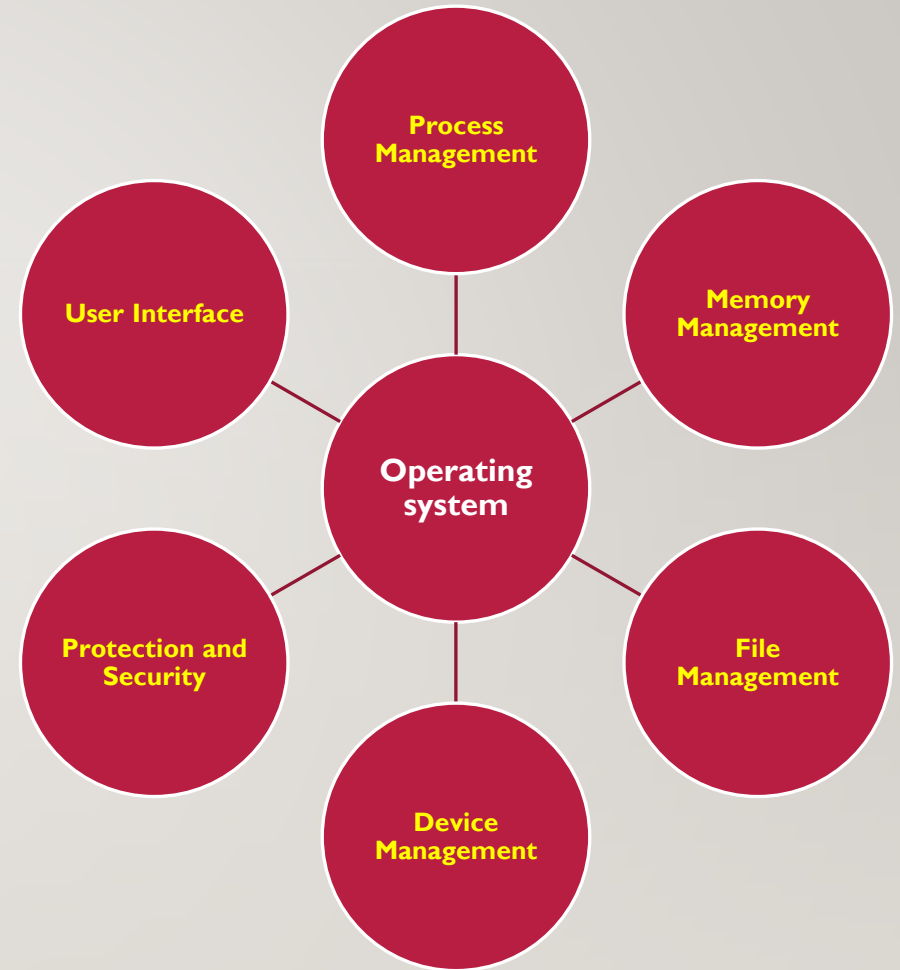 Process
Management
User Interface
Memory
Management
Operating
system
Protection and
Security
File
Management
Device
Management